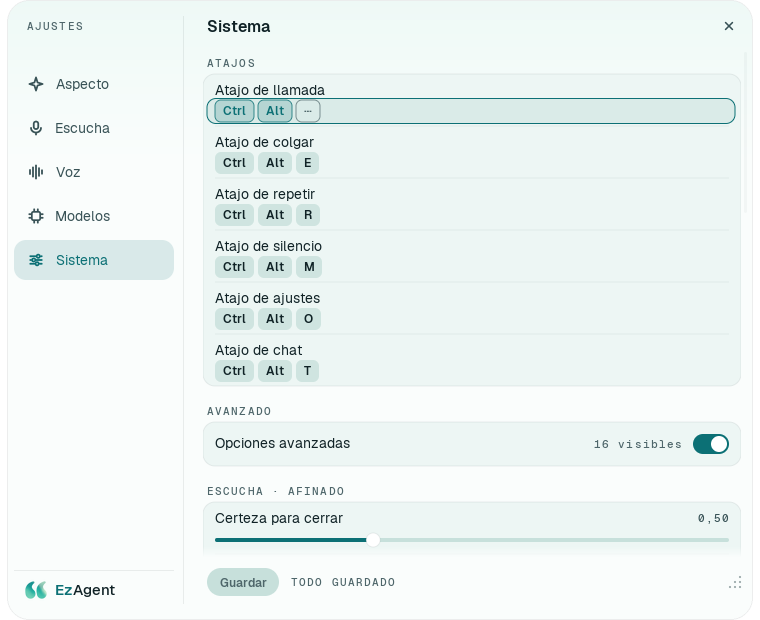 AJUSTES
Aspecto
Escucha
Voz
Modelos
Sistema
EzAgent
Sistema
ATAJOS
Atajo de llamada
Ctrl Alt ···
Atajo de colgar
Ctrl Alt E
Atajo de repetir
Ctrl Alt R
Atajo de silencio
Ctrl Alt M
Atajo de ajustes
Ctrl Alt O
Atajo de chat
Ctrl Alt T
AVANZADO
Opciones avanzadas 16 visibles
ESCUCHA · AFINADO
Certeza para cerrar 0,50
Guardar TODO GUARDADO